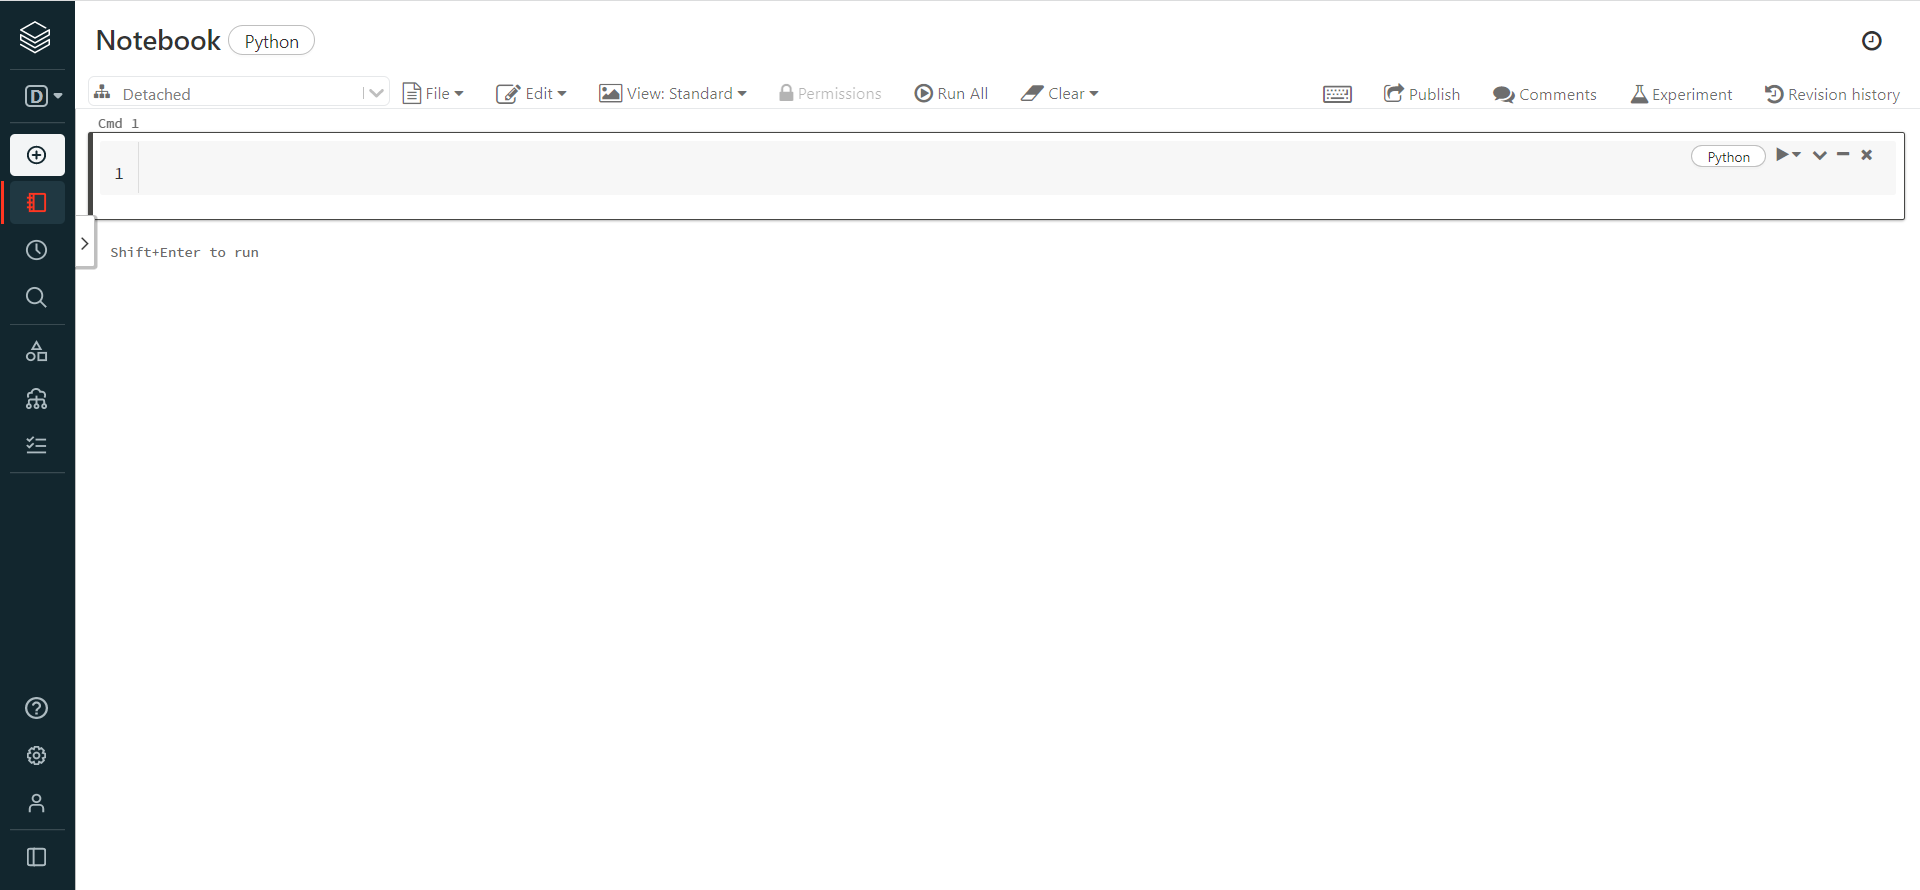 Notebook Python
D
Detached File Edit View: Standard Permissions Run All Clear Publish Comments Experiment Revision history
Cmd 1
Python
1
Shift+Enter to run